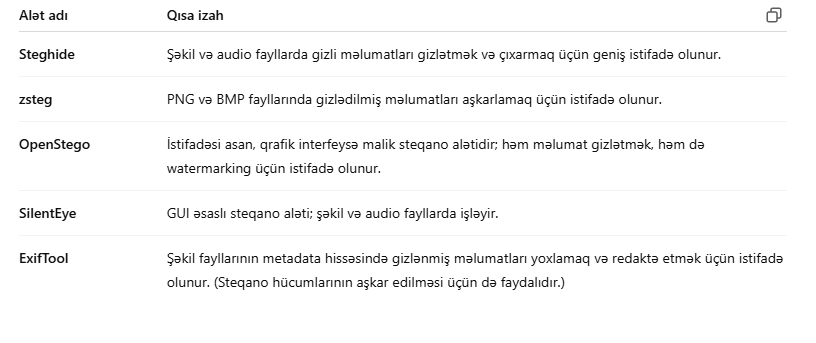 Alət adı Qısa izah
Steghide Şəkil və audio fayllarda gizli məlumatları gizlətmək və çıxarmaq üçün geniş istifadə olunur.
zsteg PNG və BMP fayllarında gizlədilmiş məlumatları aşkarlamaq üçün istifadə olunur.
OpenStego İstifadəsi asan, qrafik interfeysə malik steqano alətidir; həm məlumat gizlətmək, həm də
watermarking üçün istifadə olunur.
SilentEye GUI əsaslı steqano aləti; şəkil və audio fayllarda işləyir.
ExifTool Şəkil fayllarının metadata hissəsində gizlənmiş məlumatları yoxlamaq və redaktə etmək üçün istifadə
olunur. (Steqano hücumlarının aşkar edilməsi üçün də faydalıdır.)